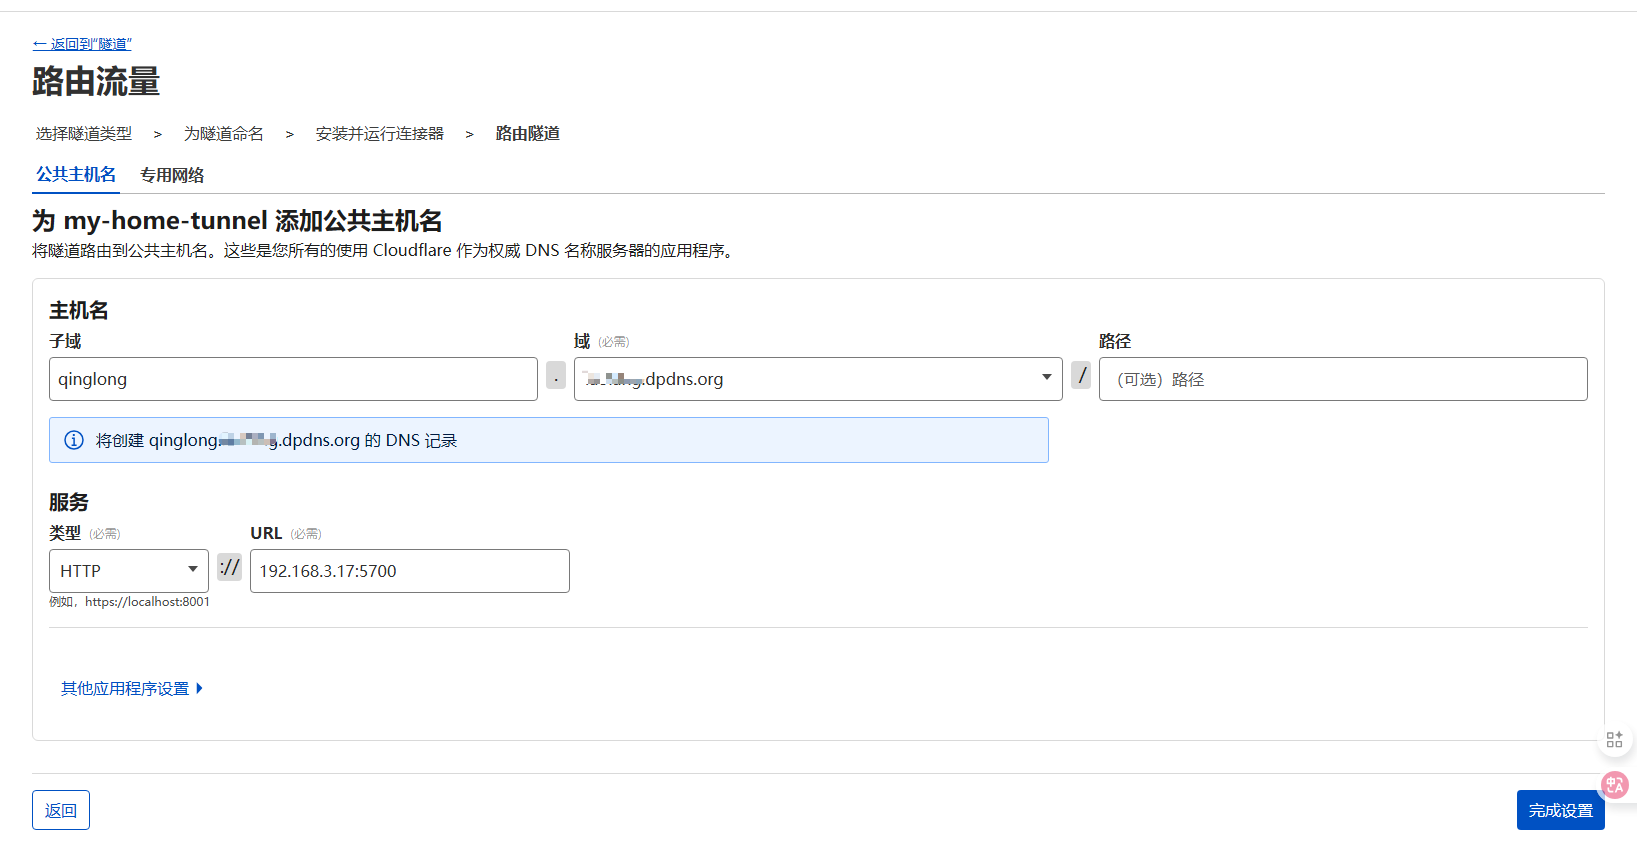 ← 返回到“隧道”
路由流量
选择隧道类型 > 为隧道命名 > 安装并运行连接器 > 路由隧道
公共主机名 专用网络
为 my-home-tunnel 添加公共主机名
将隧道路由到公共主机名。这些是您所有的使用 Cloudflare 作为权威 DNS 名称服务器的应用程序。
主机名
子域 域 (必需) 路径
qinglong . .dpdns.org / （可选）路径
将创建 qinglong. .dpdns.org 的 DNS 记录
服务
类型 (必需) URL (必需)
HTTP :// 192.168.3.17:5700
例如，https://localhost:8001
其他应用程序设置
返回 完成设置